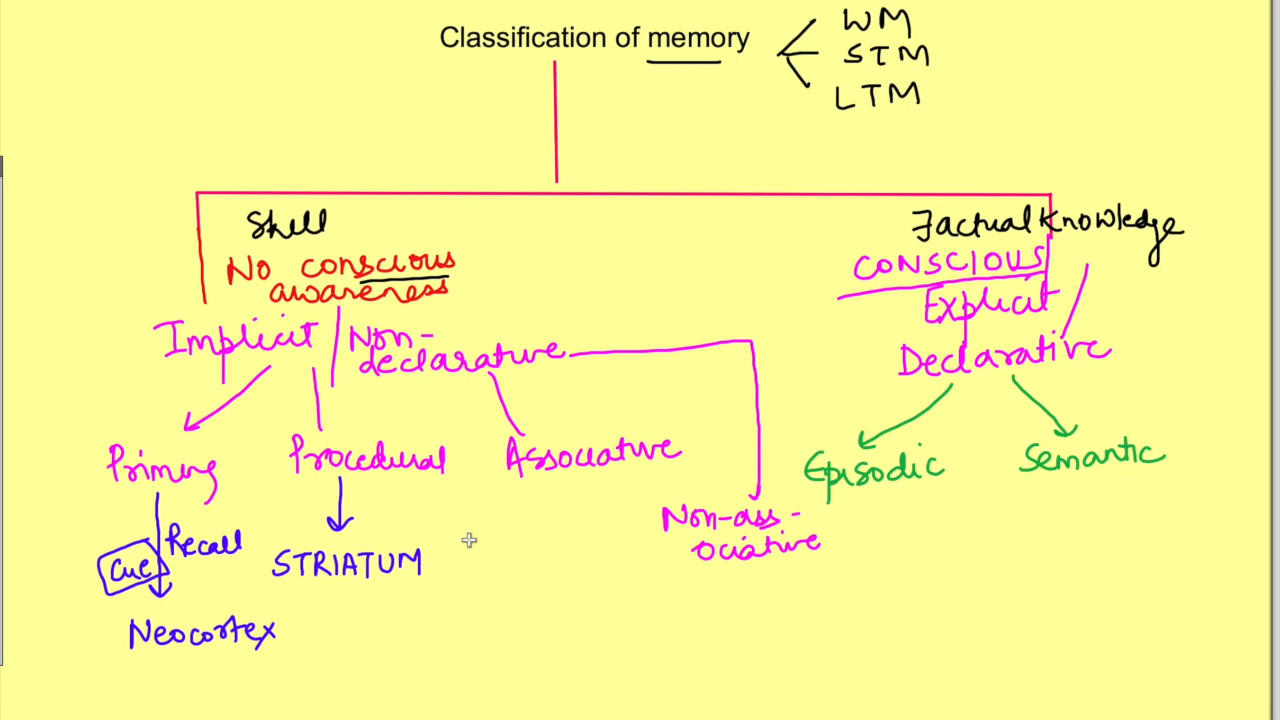 Classification of memory
WM
STM
LTM
Skell
No conscious
awareness
Implicit
Non-
declarative
Factual Knowledge
CONSCIOUS
Explicit
Declarative
Priming
Procedural
Associative
Non-ass-
ociative
Episodic
Semantic
Recall
Cue
STRIATUM
Neocortex